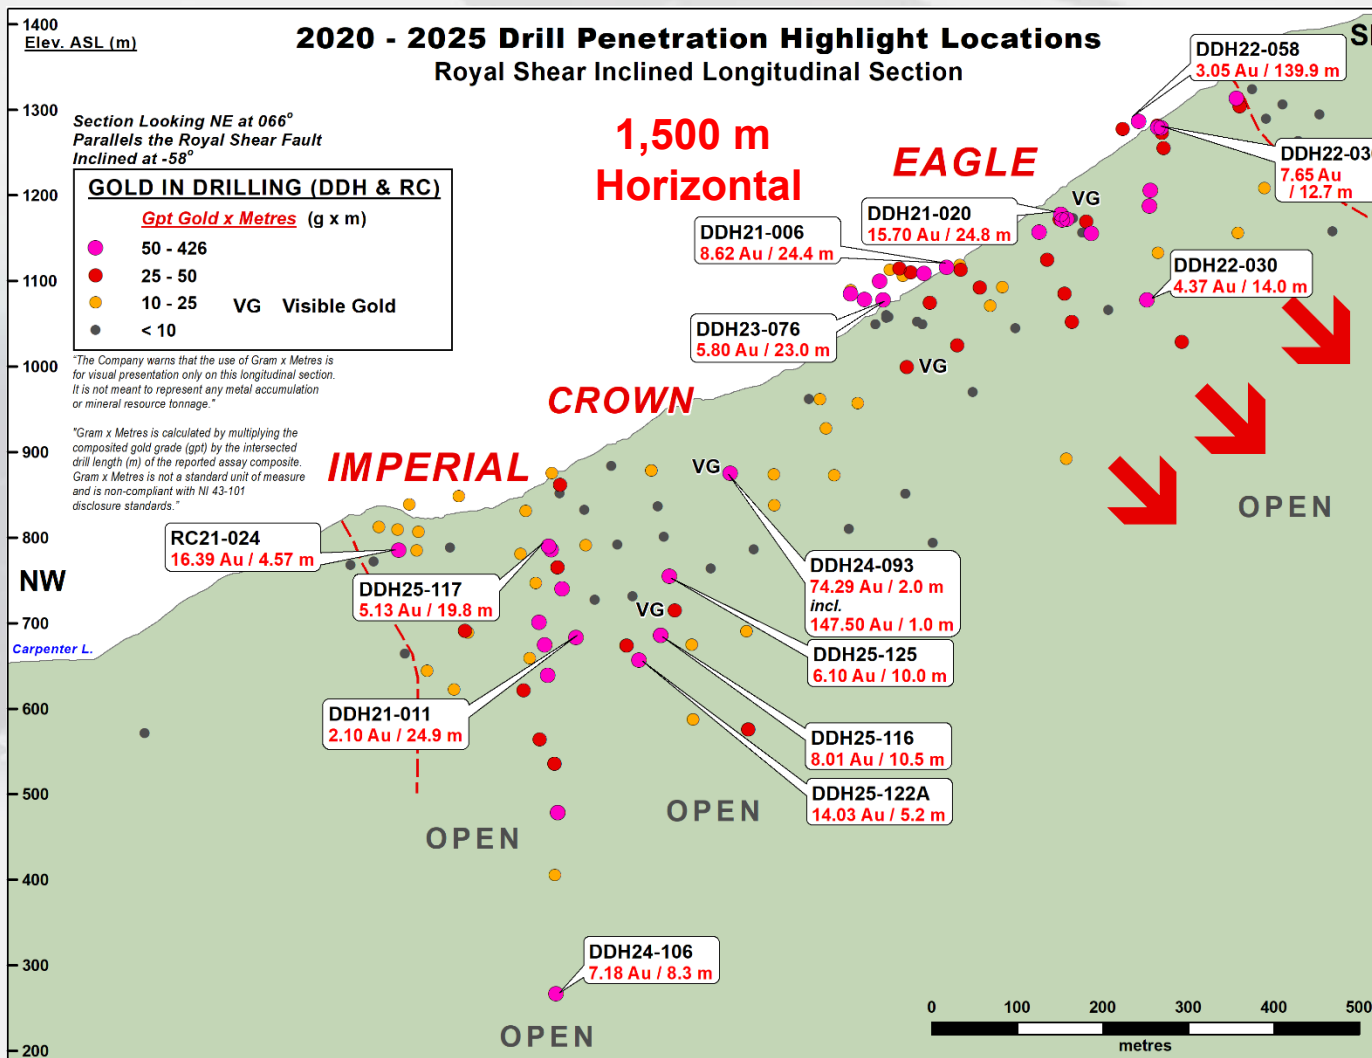 2020 - 2025 Drill Penetration Highlight Locations
Royal Shear Inclined Longitudinal Section
1400
Elev. ASL (m)
1300
1200
1100
1000
900
800
700
600
500
400
300
200
Section Looking NE at 066°
Parallels the Royal Shear Fault
Inclined at -58°
GOLD IN DRILLING (DDH & RC)
Gpt Gold x Metres (g x m)
50 - 426
25 - 50
10 - 25
VG Visible Gold
< 10
"The Company warns that the use of Gram x Metres is
for visual presentation only on this longitudinal section.
It is not meant to represent any metal accumulation
or mineral resource tonnage."
"Gram x Metres is calculated by multiplying the
composited gold grade (gpt) by the intersected
drill length (m) of the reported assay composite.
Gram x Metres is not a standard unit of measure
and is non-compliant with NI 43-101
disclosure standards."
1,500 m
Horizontal
EAGLE
CROWN
IMPERIAL
NW
Carpenter L.
DDH22-058
3.05 Au / 139.9 m
7.65 Au
/ 12.7 m
VG
DDH21-020
15.70 Au / 24.8 m
DDH21-006
8.62 Au / 24.4 m
DDH22-030
4.37 Au / 14.0 m
DDH23-076
5.80 Au / 23.0 m
VG
VG
RC21-024
16.39 Au / 4.57 m
DDH25-117
5.13 Au / 19.8 m
DDH24-093
74.29 Au / 2.0 m
incl.
147.50 Au / 1.0 m
VG
DDH25-125
6.10 Au / 10.0 m
DDH21-011
2.10 Au / 24.9 m
DDH25-116
8.01 Au / 10.5 m
DDH25-122A
14.03 Au / 5.2 m
OPEN
OPEN
OPEN
DDH24-106
7.18 Au / 8.3 m
OPEN
0 100 200 300 400 500
metres